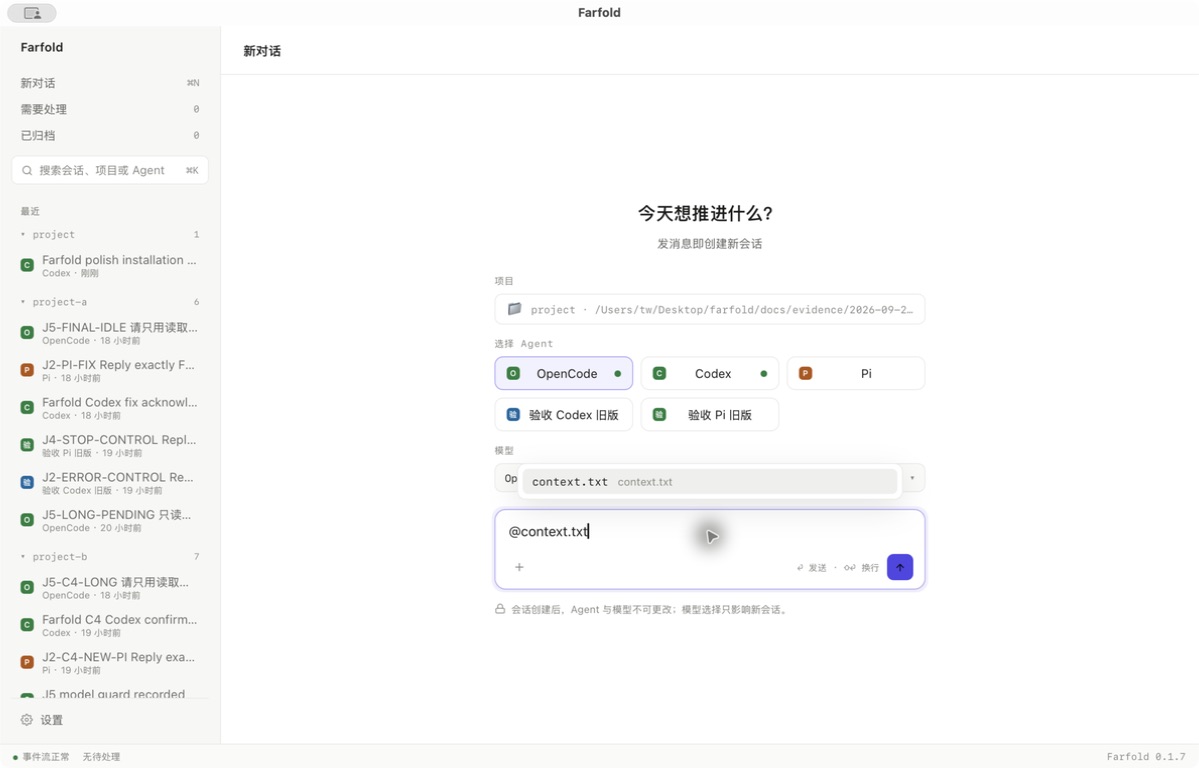 Farfold
Farfold
新对话 ⌘N
需要处理 0
已归档 0
搜索会话、项目或 Agent ⌘K
最近
project 1
Farfold polish installation ...
Codex · 刚刚
project-a 6
J5-FINAL-IDLE 请只用读取...
OpenCode · 18 小时前
J2-PI-FIX Reply exactly F...
Pi · 18 小时前
Farfold Codex fix acknowl...
Codex · 18 小时前
J4-STOP-CONTROL Repl...
验收 Pi 旧版 · 19 小时前
J2-ERROR-CONTROL Re...
验收 Codex 旧版 · 19 小时前
J5-LONG-PENDING 只读...
OpenCode · 20 小时前
project-b 7
J5-C4-LONG 请只用读取...
OpenCode · 18 小时前
Farfold C4 Codex confirm...
Codex · 19 小时前
J2-C4-NEW-PI Reply exa...
Pi · 19 小时前
J5 model guard recorded
设置
新对话
今天想推进什么?
发消息即创建新会话
项目
project · /Users/tw/Desktop/farfold/docs/evidence/2026-09-2…
选择 Agent
O OpenCode C Codex P Pi
验 验收 Codex 旧版 验 验收 Pi 旧版
模型
Op
context.txt context.txt
@context.txt
+ 发送 · 换行
会话创建后，Agent 与模型不可更改；模型选择只影响新会话。
事件流正常 无待处理 Farfold 0.1.7